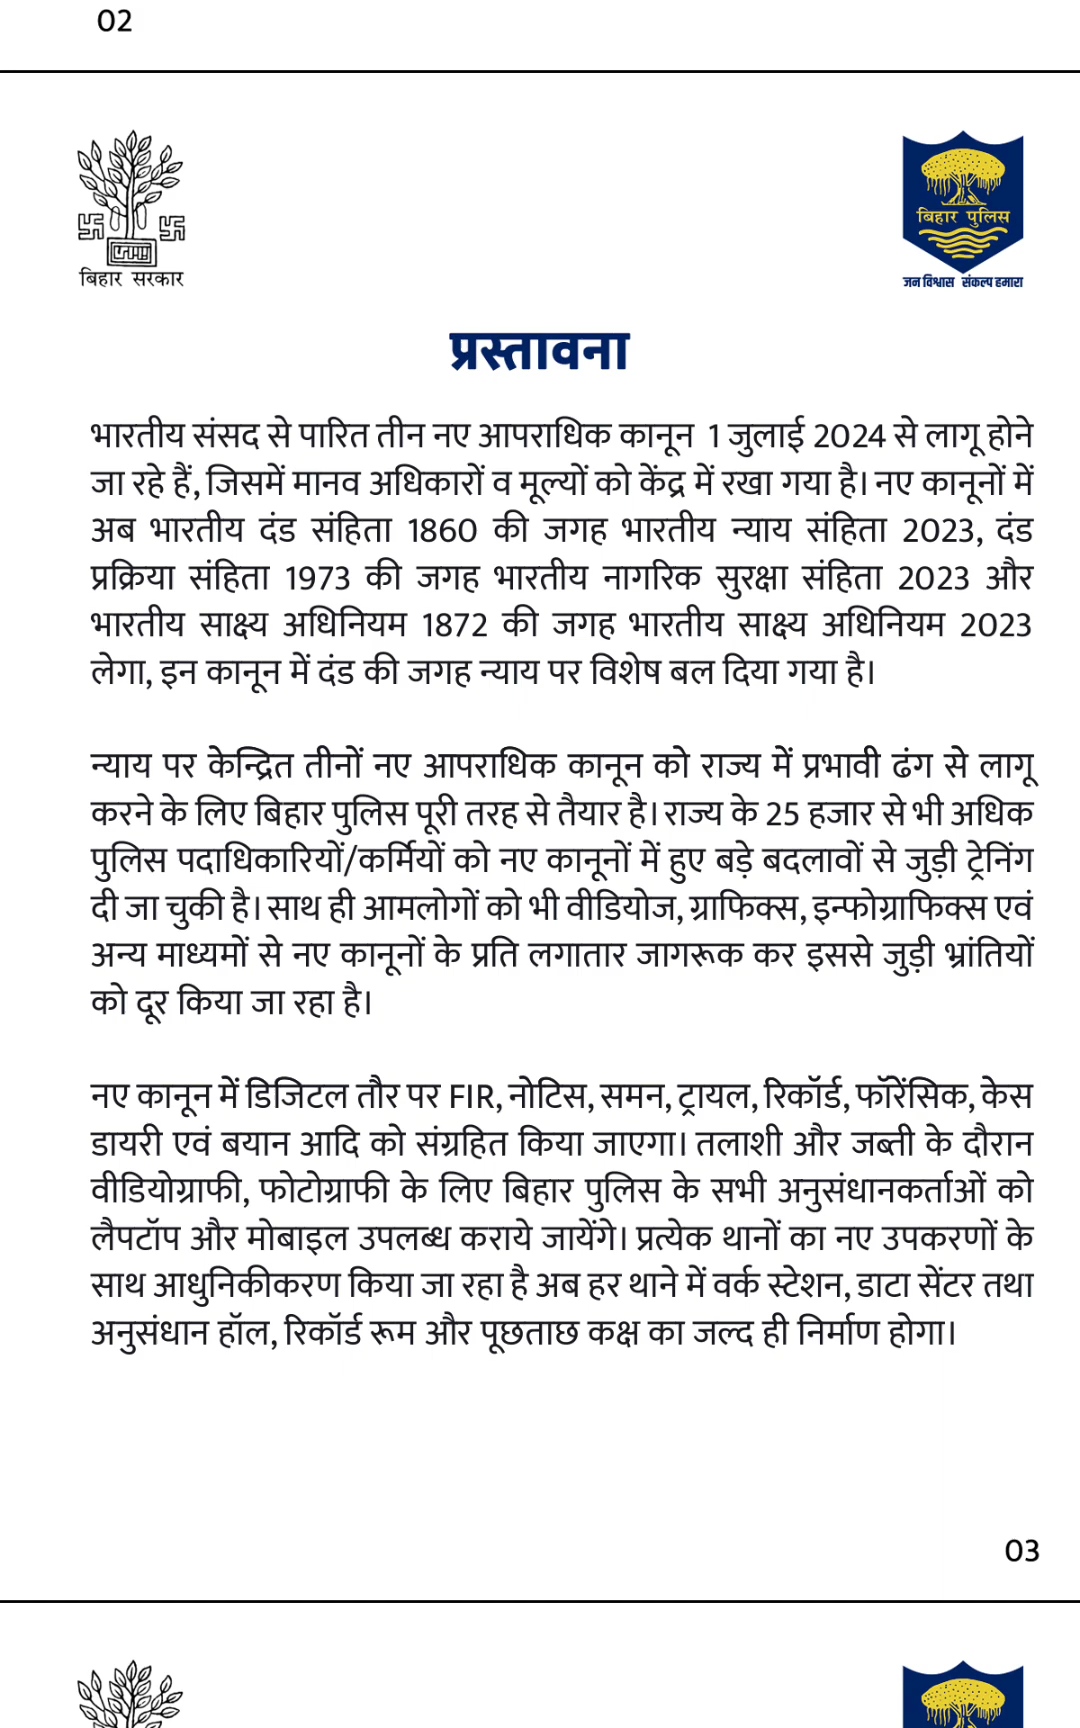 02
बिहार सरकार
बिहार पुलिस
जन विश्वास संकल्प हमारा
प्रस्तावना
भारतीय संसद से पारित तीन नए आपराधिक कानून 1 जुलाई 2024 से लागू होने
जा रहे हैं, जिसमें मानव अधिकारों व मूल्यों को केंद्र में रखा गया है। नए कानूनों में
अब भारतीय दंड संहिता 1860 की जगह भारतीय न्याय संहिता 2023, दंड
प्रक्रिया संहिता 1973 की जगह भारतीय नागरिक सुरक्षा संहिता 2023 और
भारतीय साक्ष्य अधिनियम 1872 की जगह भारतीय साक्ष्य अधिनियम 2023
लेगा, इन कानून में दंड की जगह न्याय पर विशेष बल दिया गया है।
न्याय पर केन्द्रित तीनों नए आपराधिक कानून को राज्य में प्रभावी ढंग से लागू
करने के लिए बिहार पुलिस पूरी तरह से तैयार है। राज्य के 25 हजार से भी अधिक
पुलिस पदाधिकारियों/कर्मियों को नए कानूनों में हुए बड़े बदलावों से जुड़ी ट्रेनिंग
दी जा चुकी है। साथ ही आमलोगों को भी वीडियोज, ग्राफिक्स, इन्फोग्राफिक्स एवं
अन्य माध्यमों से नए कानूनों के प्रति लगातार जागरूक कर इससे जुड़ी भ्रांतियों
को दूर किया जा रहा है।
नए कानून में डिजिटल तौर पर FIR, नोटिस, समन, ट्रायल, रिकॉर्ड, फॉरेंसिक, केस
डायरी एवं बयान आदि को संग्रहित किया जाएगा। तलाशी और जब्ती के दौरान
वीडियोग्राफी, फोटोग्राफी के लिए बिहार पुलिस के सभी अनुसंधानकर्ताओं को
लैपटॉप और मोबाइल उपलब्ध कराये जायेंगे। प्रत्येक थानों का नए उपकरणों के
साथ आधुनिकीकरण किया जा रहा है अब हर थाने में वर्क स्टेशन, डाटा सेंटर तथा
अनुसंधान हॉल, रिकॉर्ड रूम और पूछताछ कक्ष का जल्द ही निर्माण होगा।
03